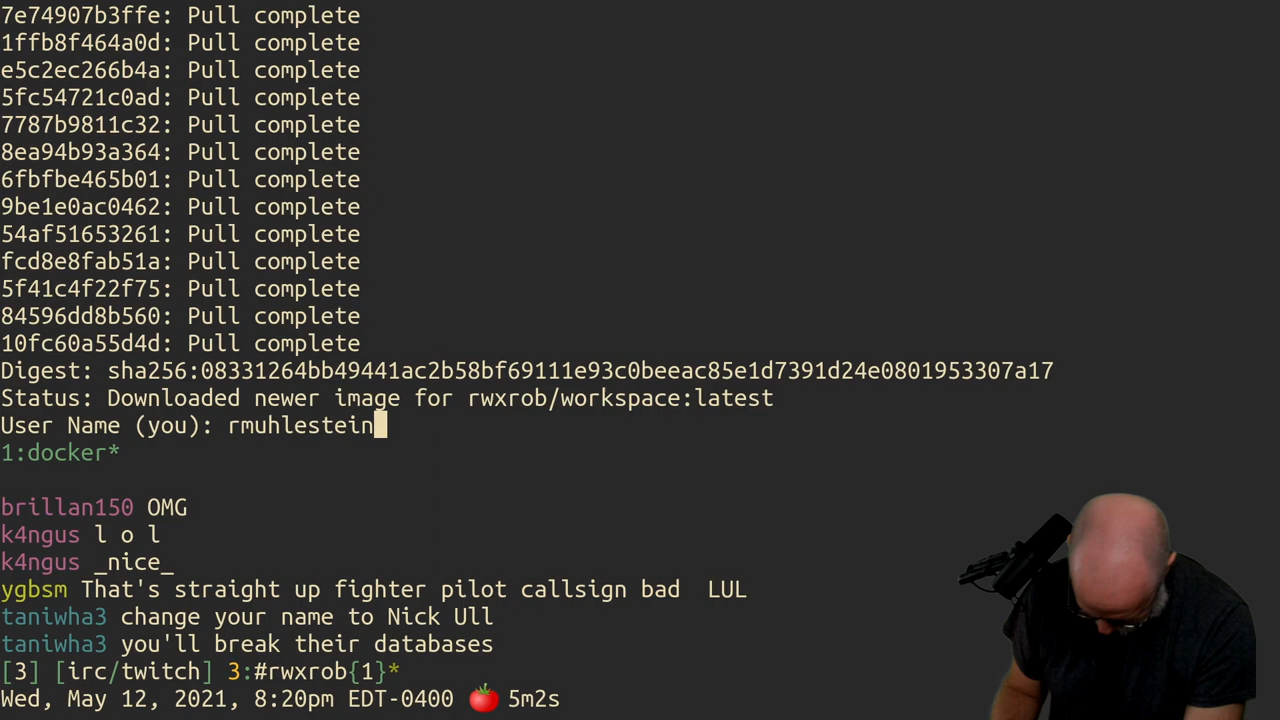 7e74907b3ffe: Pull complete
1ffb8f464a0d: Pull complete
e5c2ec266b4a: Pull complete
5fc54721c0ad: Pull complete
7787b9811c32: Pull complete
8ea94b93a364: Pull complete
6fbfbe465b01: Pull complete
9be1e0ac0462: Pull complete
54af51653261: Pull complete
fcd8e8fab51a: Pull complete
5f41c4f22f75: Pull complete
84596dd8b560: Pull complete
10fc60a55d4d: Pull complete
Digest: sha256:08331264bb49441ac2b58bf69111e93c0beeac85e1d7391d24e0801953307a17
Status: Downloaded newer image for rwxrob/workspace:latest
User Name (you): rmuhlestein
1:docker*
brillan150 OMG
k4ngus l o l
k4ngus _nice_
ygbsm That's straight up fighter pilot callsign bad  LUL
taniwha3 change your name to Nick Ull
taniwha3 you'll break their databases
[3] [irc/twitch] 3:#rwxrob{1}*
Wed, May 12, 2021, 8:20pm EDT-0400 🍅 5m2s